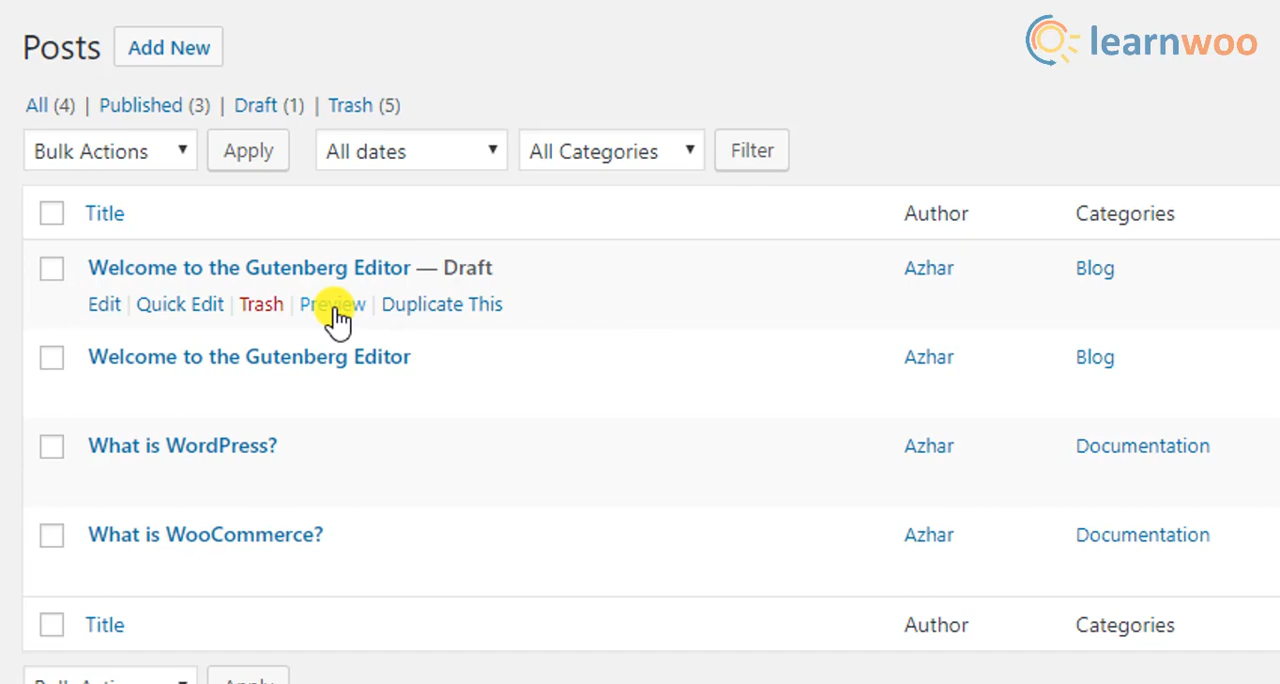 Posts Add New
learnwoo
All (4) | Published (3) | Draft (1) | Trash (5)
Bulk Actions Apply All dates All Categories Filter
Title Author Categories
Welcome to the Gutenberg Editor — Draft Azhar Blog
Edit | Quick Edit | Trash | Preview | Duplicate This
Welcome to the Gutenberg Editor Azhar Blog
What is WordPress? Azhar Documentation
What is WooCommerce? Azhar Documentation
Title Author Categories
Bulk Actions Apply